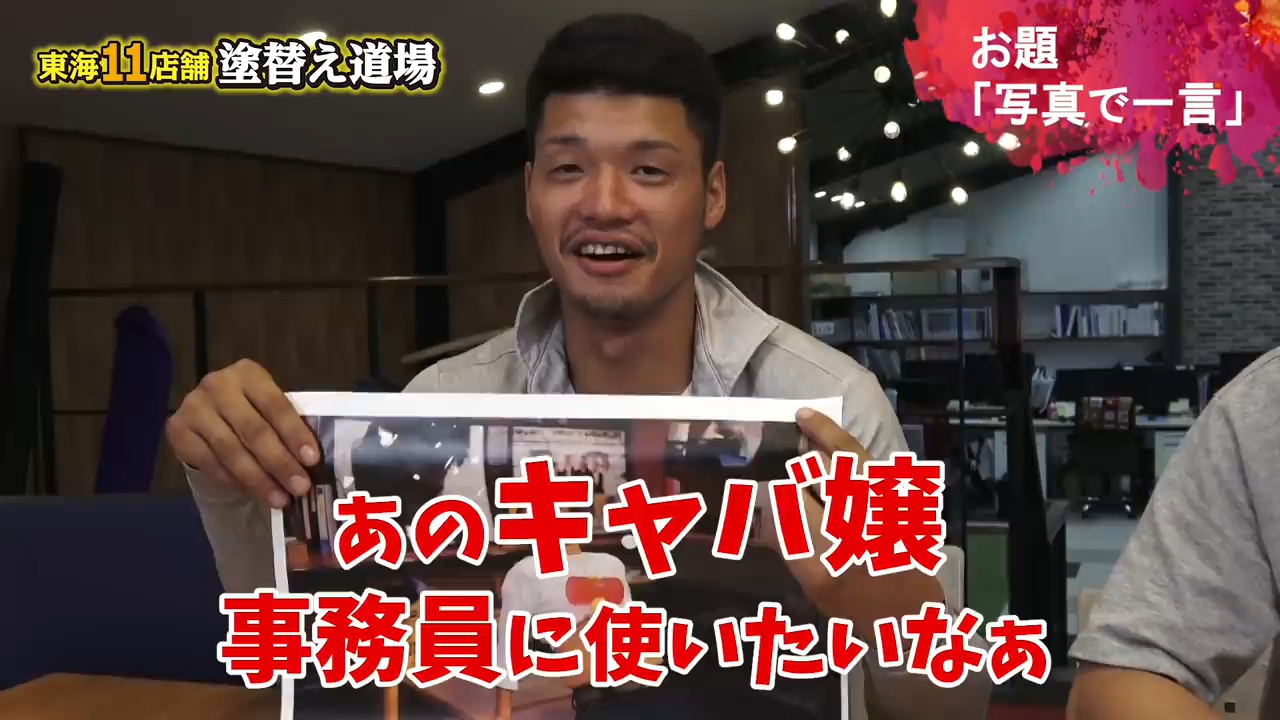 東海11店舗 塗替え道場
お題
「写真で一言」
あのキャバ嬢
事務員に使いたいなぁ